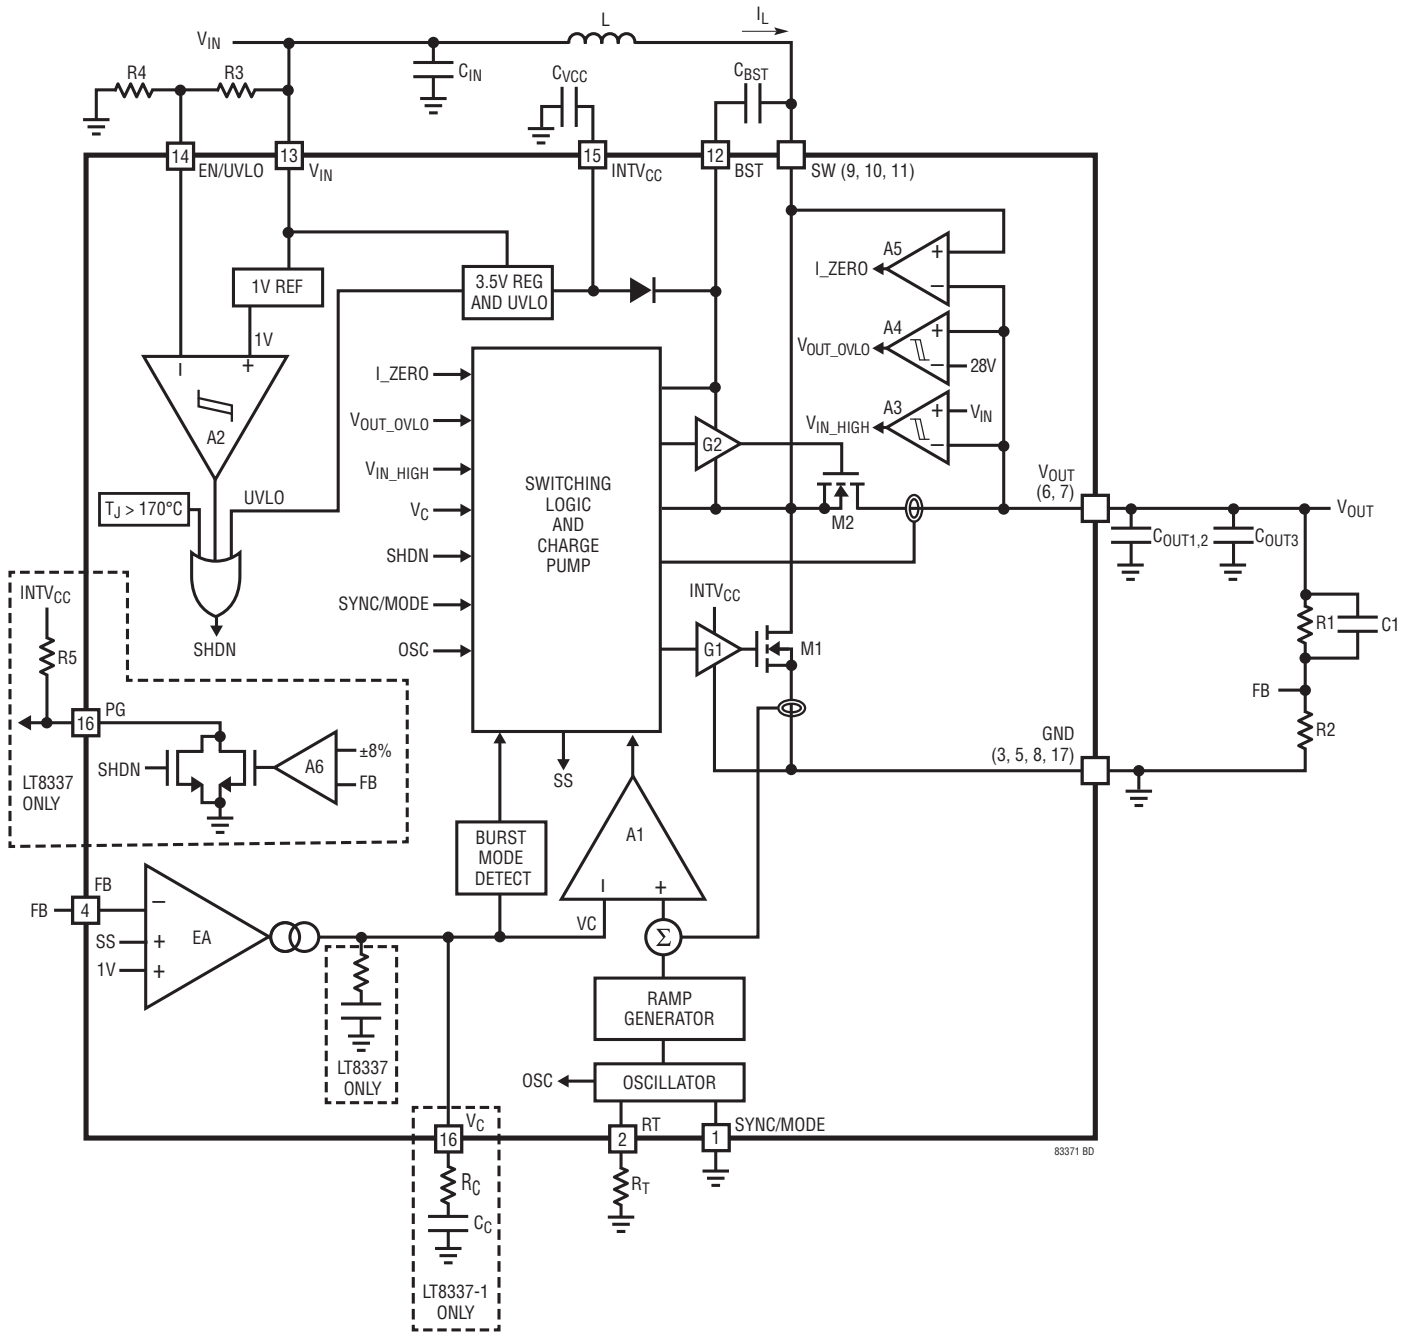 L
IL
VIN
R4
R3
CIN
CVCC
CBST
14
13
15
12
EN/UVLO
VIN
INTVCC
BST
SW (9, 10, 11)
A5
+
I_ZERO
–
1V REF
3.5V REG
AND UVLO
1V
A4
+
VOUT_OVLO
–
28V
A3
+
VIN
VIN_HIGH
–
–
+
A2
I_ZERO
VOUT_OVLO
VIN_HIGH
VC
SHDN
SYNC/MODE
OSC
SWITCHING
LOGIC
AND
CHARGE
PUMP
G2
M2
VOUT
(6, 7)
VOUT
COUT1,2
COUT3
TJ > 170°C
UVLO
SHDN
INTVCC
R5
INTVCC
G1
M1
R1
C1
FB
R2
16
PG
SHDN
A6
±8%
FB
LT8337
ONLY
SS
GND
(3, 5, 8, 17)
BURST
MODE
DETECT
A1
–
+
FB
FB
4
–
SS
+
EA
1V
+
VC
Σ
RAMP
GENERATOR
LT8337
ONLY
OSC
OSCILLATOR
VC
16
RT
2
SYNC/MODE
1
83371 BD
RC
CC
RT
LT8337-1
ONLY